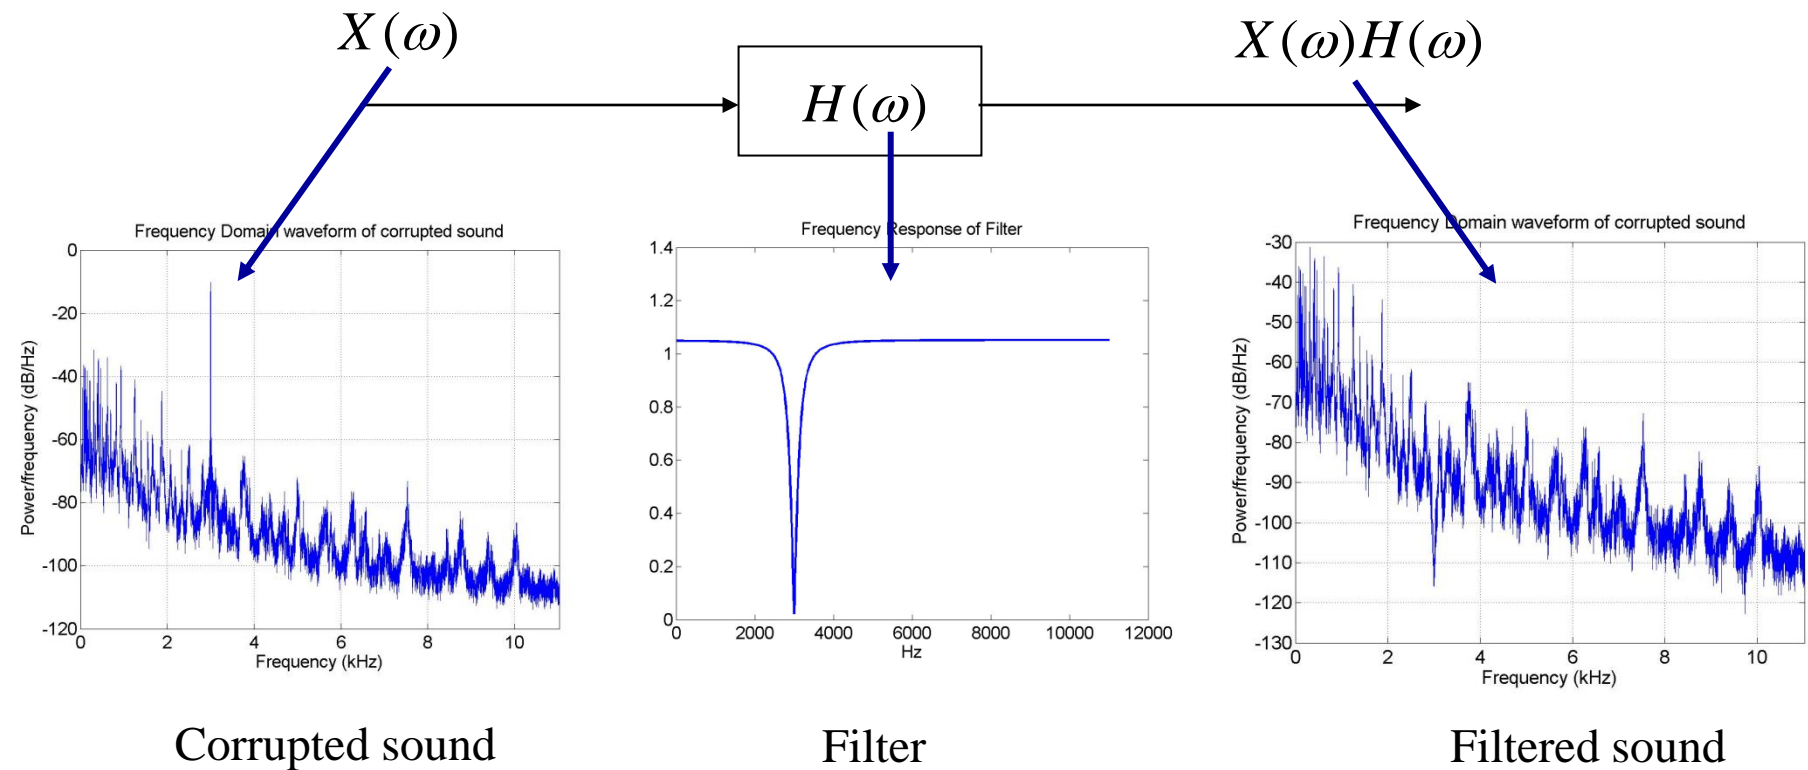 X(ω)
H(ω)
X(ω)H(ω)
Frequency Domain waveform of corrupted sound
0
-20
-40
-60
-80
-100
-120
Power/frequency (dB/Hz)
0 2 4 6 8 10
Frequency (kHz)
Frequency Response of Filter
1.4
1.2
1
0.8
0.6
0.4
0.2
0
0 2000 4000 6000 8000 10000 12000
Hz
Frequency Domain waveform of corrupted sound
-30
-40
-50
-60
-70
-80
-90
-100
-110
-120
-130
Power/frequency (dB/Hz)
0 2 4 6 8 10
Frequency (kHz)
Corrupted sound
Filter
Filtered sound